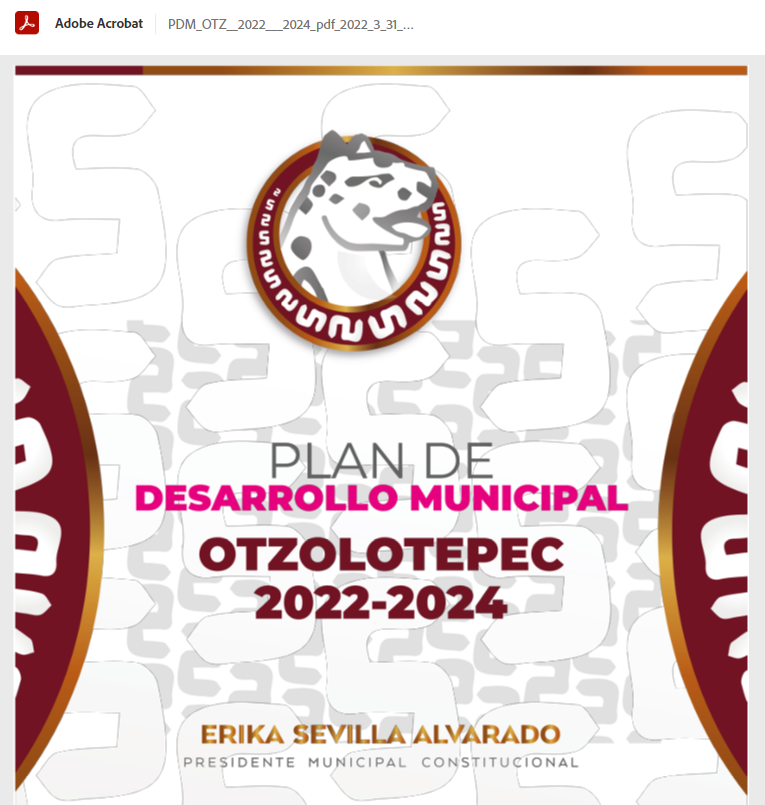 Adobe Acrobat
PDM_OTZ__2022___2024_pdf_2022_3_31_...
PLAN DE
DESARROLLO MUNICIPAL
OTZOLOTEPEC
2022-2024
ERIKA SEVILLA ALVARADO
PRESIDENTE MUNICIPAL CONSTITUCIONAL